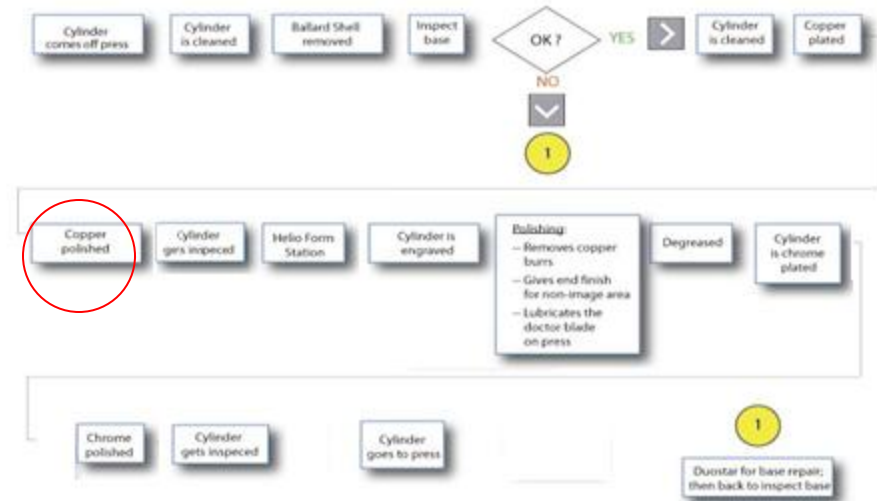 Cylinder
comes off press
Cylinder
is cleaned
Ballard Shell
removed
Inspect
base
OK ?
YES
Cylinder
is cleaned
Copper
plated
NO
1
Copper
polished
Cylinder
gets inspeced
Helio Form
Station
Cylinder is
engraved
Polishing:
– Removes copper
burrs
– Gives end finish
for non-image area
– Lubricates the
doctor blade
on press
Degreased
Cylinder
is chrome
plated
Chrome
polished
Cylinder
gets inspeced
Cylinder
goes to press
1
Duostar for base repair;
then back to inspect base